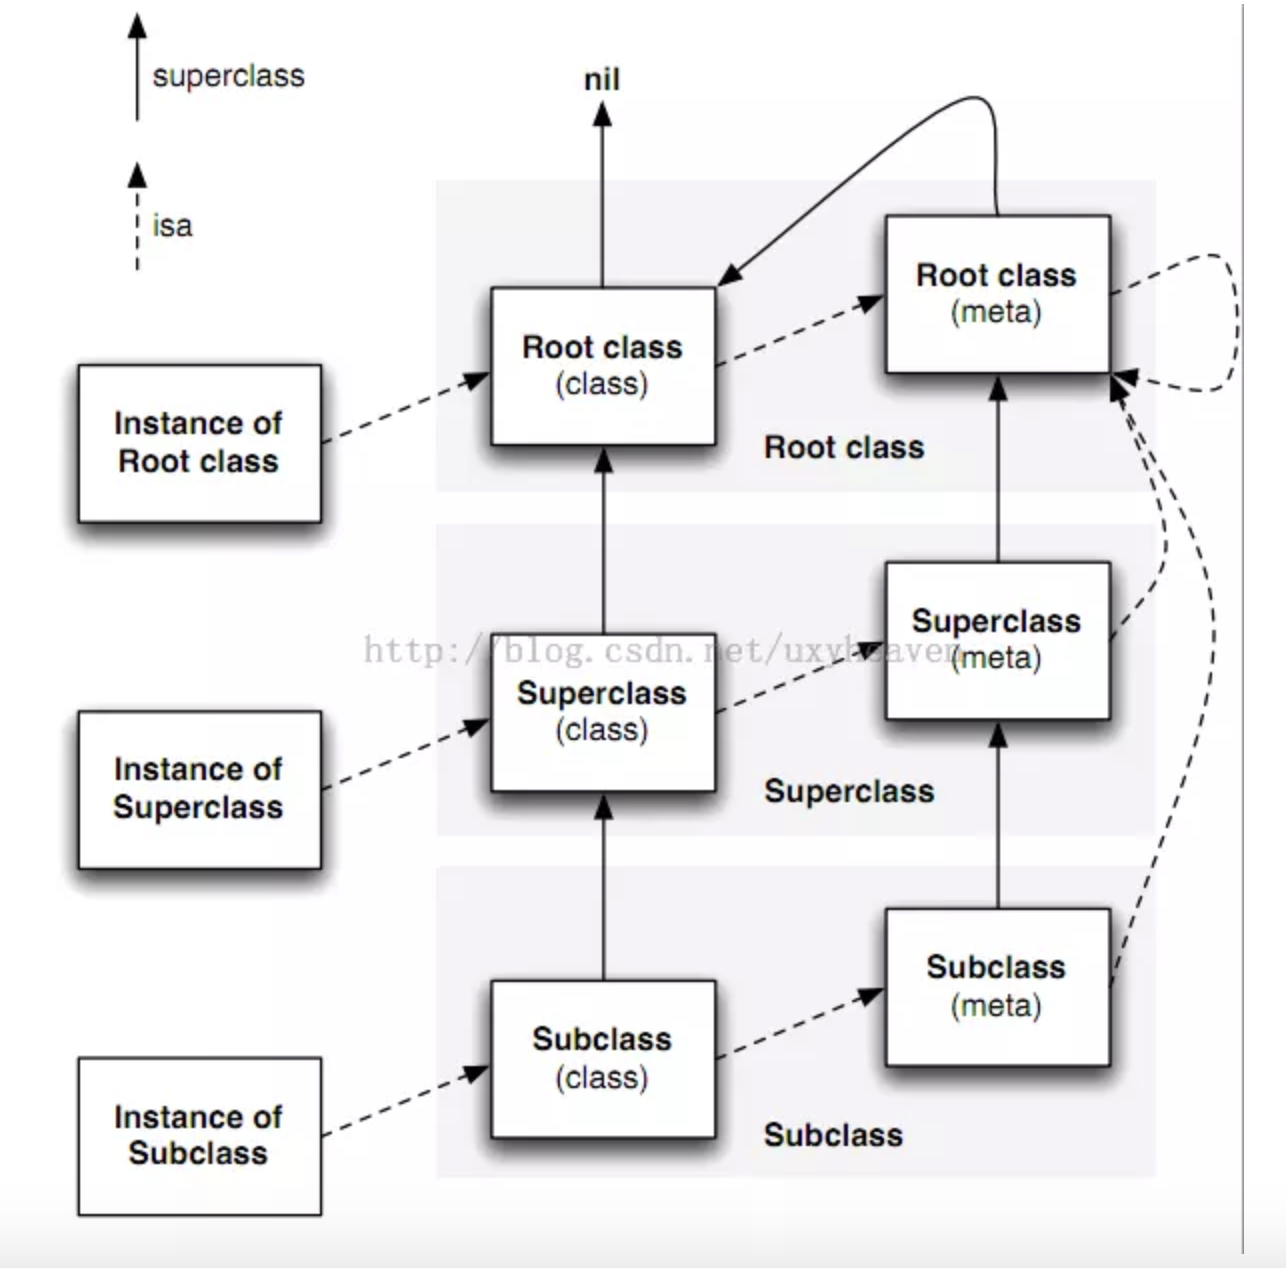 superclass
nil
isa
Root class
(meta)
Root class
(class)
Instance of
Root class
Root class
Superclass
(meta)
http://blog.csdn.net/uxyheaven
Superclass
(class)
Instance of
Superclass
Superclass
Subclass
(meta)
Subclass
(class)
Instance of
Subclass
Subclass